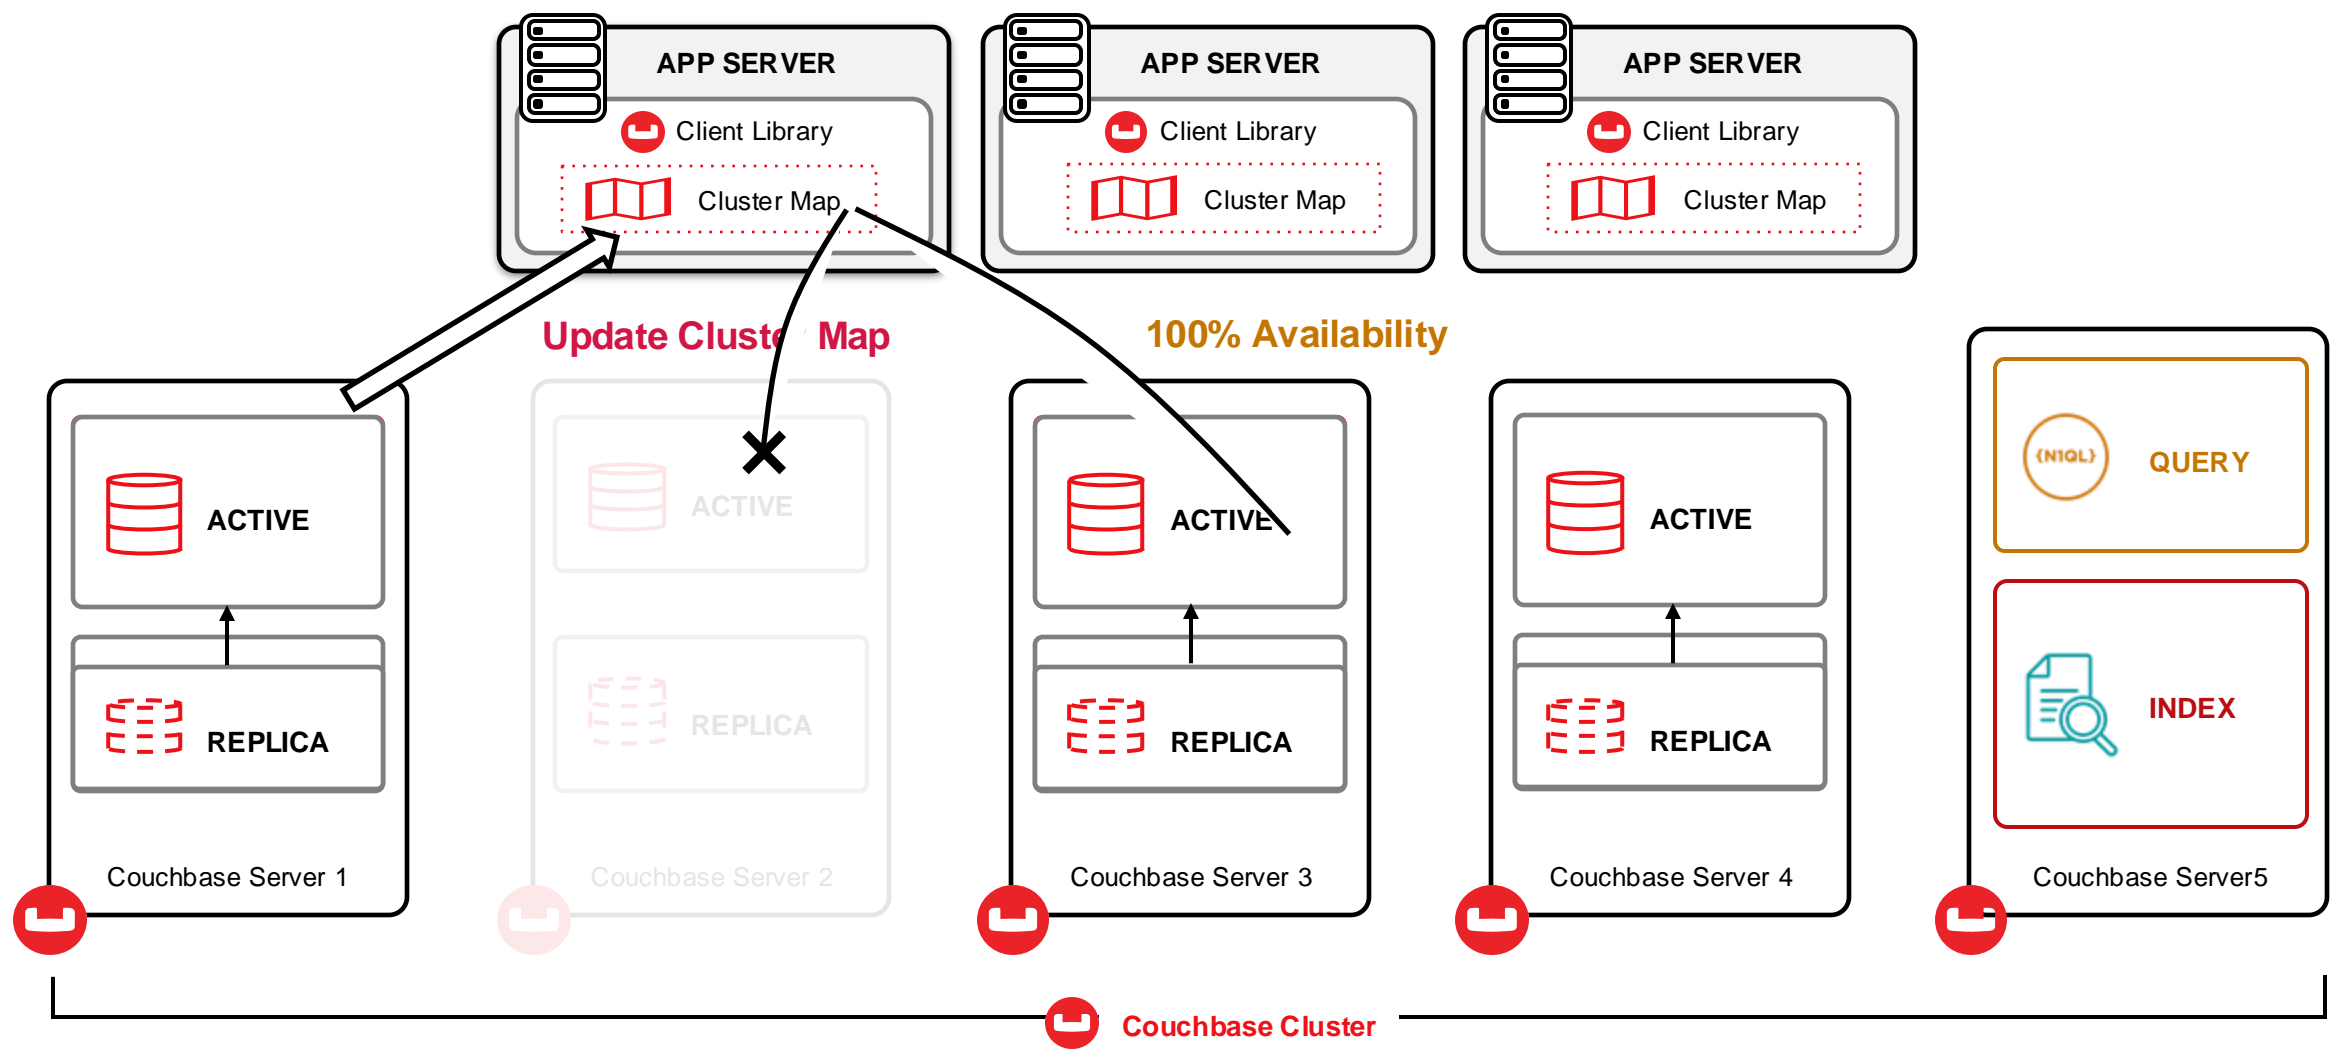 APP SERVER
Client Library
Cluster Map
APP SERVER
Client Library
Cluster Map
APP SERVER
Client Library
Cluster Map
Update Cluster Map
100% Availability
ACTIVE
REPLICA
Couchbase Server 1
ACTIVE
REPLICA
Couchbase Server 2
ACTIVE
REPLICA
Couchbase Server 3
ACTIVE
REPLICA
Couchbase Server 4
{N1QL}
QUERY
INDEX
Couchbase Server5
Couchbase Cluster